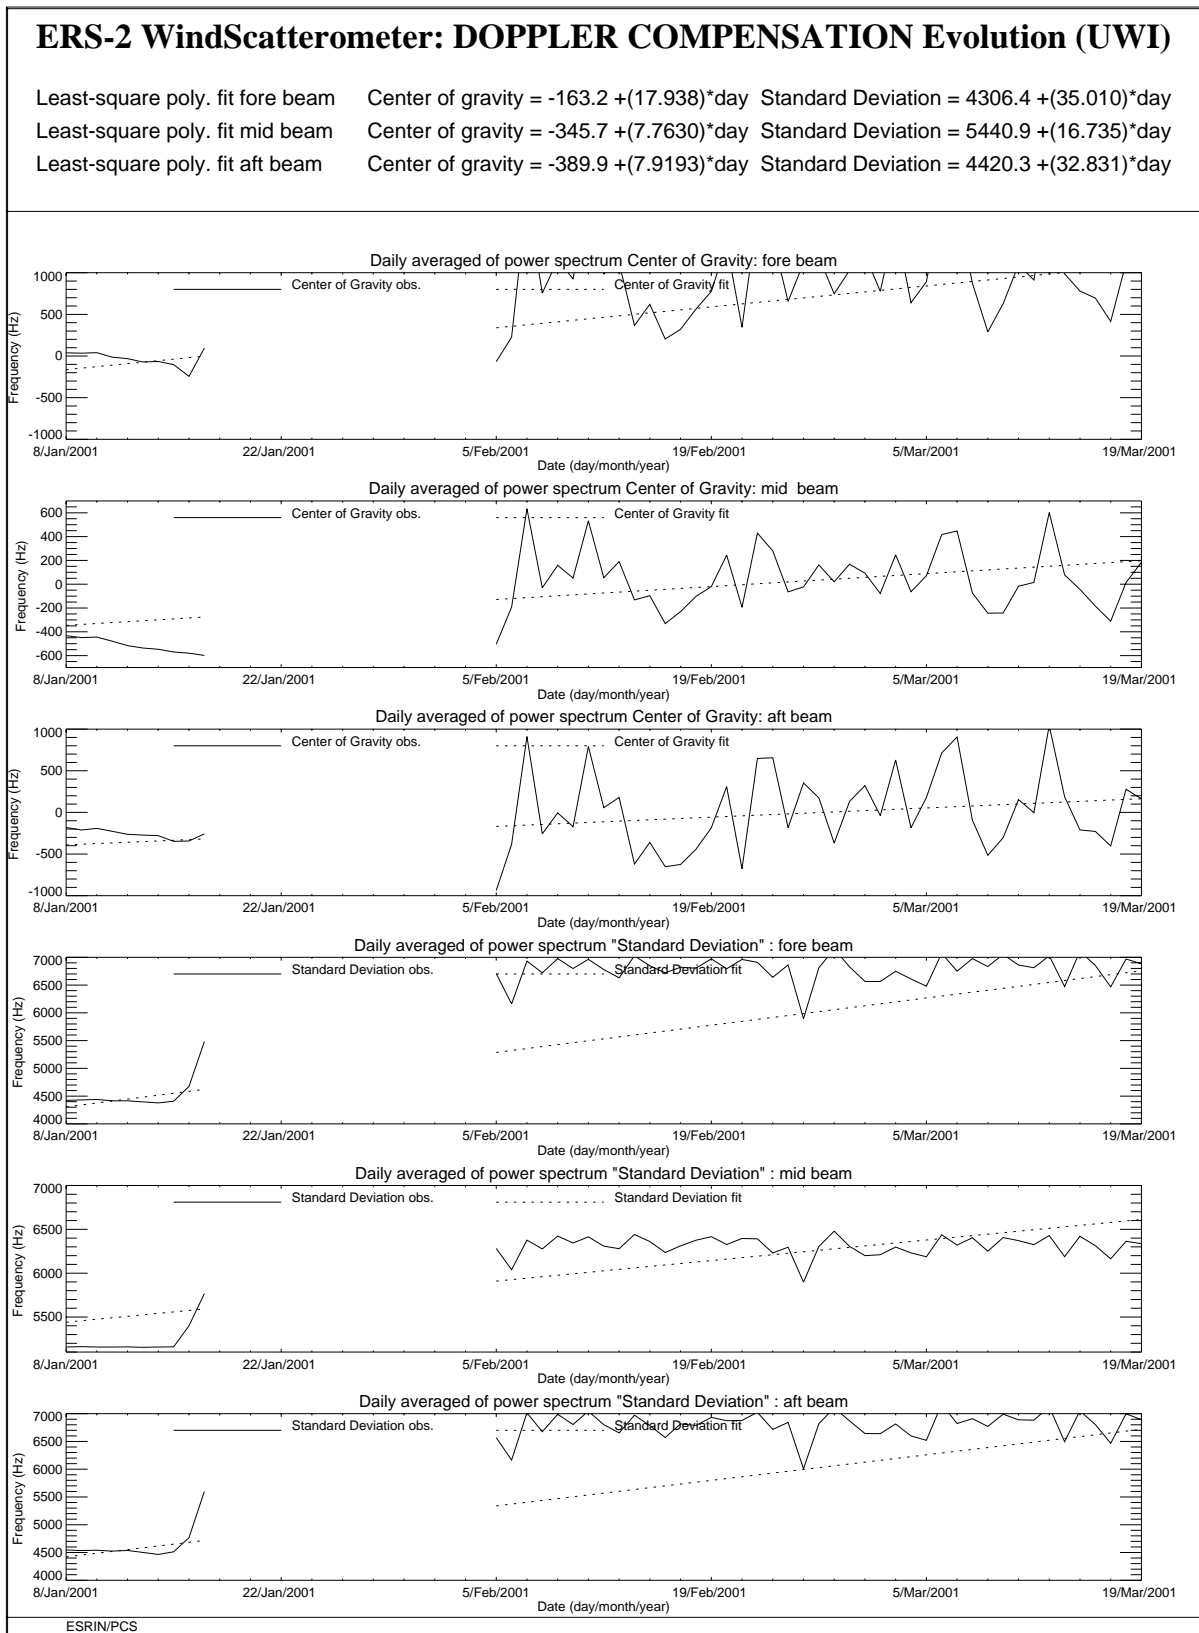 ERS-2 WindScatterometer: DOPPLER COMPENSATION Evolution (UWI)
Least-square poly. fit fore beam Center of gravity = -163.2 +(17.938)*day Standard Deviation = 4306.4 +(35.010)*day
Least-square poly. fit mid beam Center of gravity = -345.7 +(7.7630)*day Standard Deviation = 5440.9 +(16.735)*day
Least-square poly. fit aft beam Center of gravity = -389.9 +(7.9193)*day Standard Deviation = 4420.3 +(32.831)*day
Daily averaged of power spectrum Center of Gravity: fore beam
Center of Gravity obs. Center of Gravity fit
Frequency (Hz)
1000
500
0
-500
-1000
8/Jan/2001 22/Jan/2001 5/Feb/2001 19/Feb/2001 5/Mar/2001 19/Mar/2001
Date (day/month/year)
Daily averaged of power spectrum Center of Gravity: mid beam
Center of Gravity obs. Center of Gravity fit
Frequency (Hz)
600
400
200
0
-200
-400
-600
8/Jan/2001 22/Jan/2001 5/Feb/2001 19/Feb/2001 5/Mar/2001 19/Mar/2001
Date (day/month/year)
Daily averaged of power spectrum Center of Gravity: aft beam
Center of Gravity obs. Center of Gravity fit
Frequency (Hz)
1000
500
0
-500
-1000
8/Jan/2001 22/Jan/2001 5/Feb/2001 19/Feb/2001 5/Mar/2001 19/Mar/2001
Date (day/month/year)
Daily averaged of power spectrum "Standard Deviation" : fore beam
Standard Deviation obs. Standard Deviation fit
Frequency (Hz)
7000
6500
6000
5500
5000
4500
4000
8/Jan/2001 22/Jan/2001 5/Feb/2001 19/Feb/2001 5/Mar/2001 19/Mar/2001
Date (day/month/year)
Daily averaged of power spectrum "Standard Deviation" : mid beam
Standard Deviation obs. Standard Deviation fit
Frequency (Hz)
7000
6500
6000
5500
8/Jan/2001 22/Jan/2001 5/Feb/2001 19/Feb/2001 5/Mar/2001 19/Mar/2001
Date (day/month/year)
Daily averaged of power spectrum "Standard Deviation" : aft beam
Standard Deviation obs. Standard Deviation fit
Frequency (Hz)
7000
6500
6000
5500
5000
4500
4000
8/Jan/2001 22/Jan/2001 5/Feb/2001 19/Feb/2001 5/Mar/2001 19/Mar/2001
Date (day/month/year)
ESRIN/PCS